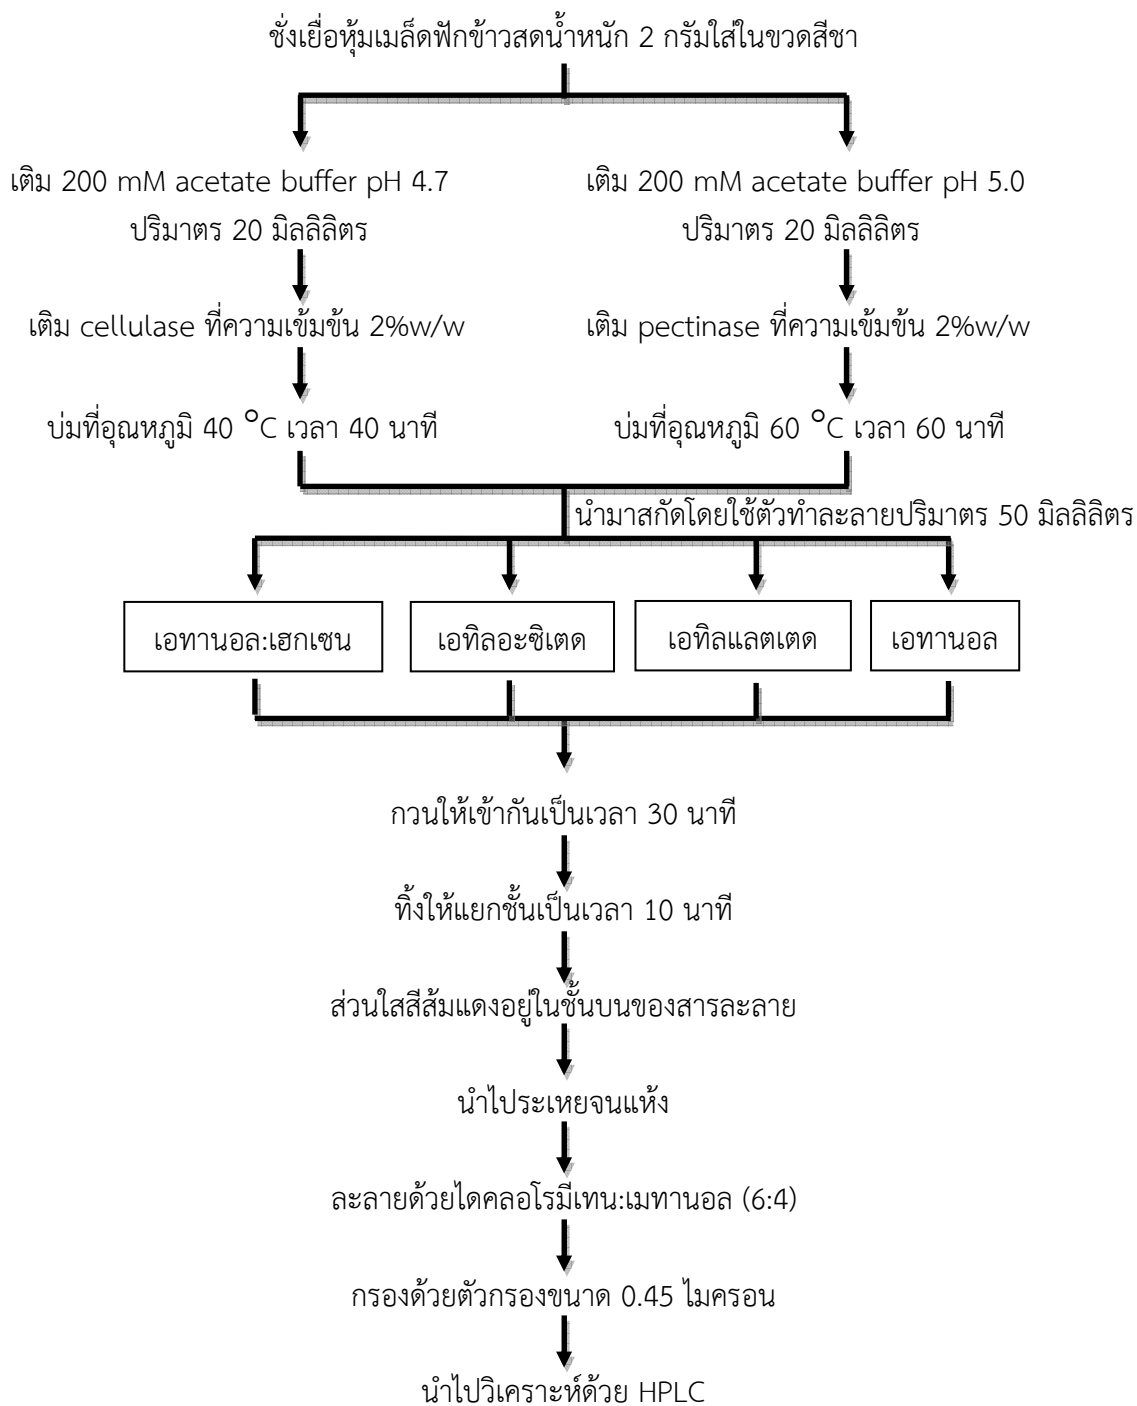 ชั่งเยื่อหุ้มเมล็ดฟักข้าวสดน้ำหนัก 2 กรัมใส่ในขวดสีชา
เติม 200 mM acetate buffer pH 4.7
ปริมาตร 20 มิลลิลิตร
เติม 200 mM acetate buffer pH 5.0
ปริมาตร 20 มิลลิลิตร
เติม cellulase ที่ความเข้มข้น 2%w/w
เติม pectinase ที่ความเข้มข้น 2%w/w
บ่มที่อุณหภูมิ 40 °C เวลา 40 นาที
บ่มที่อุณหภูมิ 60 °C เวลา 60 นาที
นำมาสกัดโดยใช้ตัวทำละลายปริมาตร 50 มิลลิลิตร
เอทานอล:เฮกเซน
เอทิลอะซิเตด
เอทิลแลตเตด
เอทานอล
กวนให้เข้ากันเป็นเวลา 30 นาที
ทิ้งให้แยกชั้นเป็นเวลา 10 นาที
ส่วนใสสีส้มแดงอยู่ในชั้นบนของสารละลาย
นำไประเหยจนแห้ง
ละลายด้วยไดคลอโรมีเทน:เมทานอล (6:4)
กรองด้วยตัวกรองขนาด 0.45 ไมครอน
นำไปวิเคราะห์ด้วย HPLC